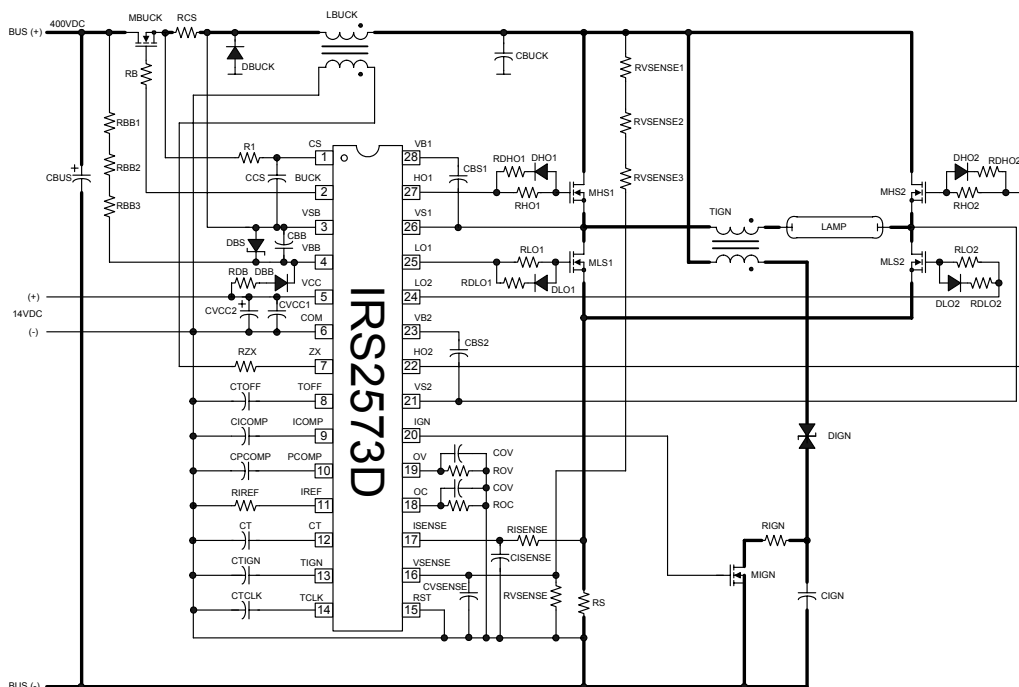 400VDC
MBUCK
RCS
LBUCK
BUS (+)
DBUCK
CBUCK
RB
RVSENSE1
RBB1
RVSENSE2
R1
CS
1
28
VB1
CBUS
+
RBB2
CCS
BUCK
2
27
HO1
CBS1
RDHO1
DHO1
RHO1
MHS1
RVSENSE3
DHO2
RDHO2
MHS2
RHO2
RBB3
VSB
3
26
VS1
TIGN
LAMP
DBS
CBB
VBB
4
25
LO1
RLO1
RDLO1
DLO1
MLS1
MLS2
RLO2
DLO2
RDLO2
RDB
DBB
VCC
(+)
5
24
LO2
14VDC
CVCC2
+
CVCC1
COM
(-)
6
23
VB2
CBS2
RZX
ZX
7
22
HO2
CTOFF
TOFF
8
21
VS2
CICOMP
ICOMP
9
20
IGN
DIGN
CPCOMP
PCOMP
10
19
OV
COV
ROV
RIREF
IREF
11
18
OC
COV
ROC
CT
CT
12
17
ISENSE
RISENSE
CISENSE
RIGN
CTIGN
TIGN
13
16
VSENSE
CVSENSE
RVSENSE
MIGN
CTCLK
TCLK
14
15
RST
RS
CIGN
IRS2573D
BUS (-)